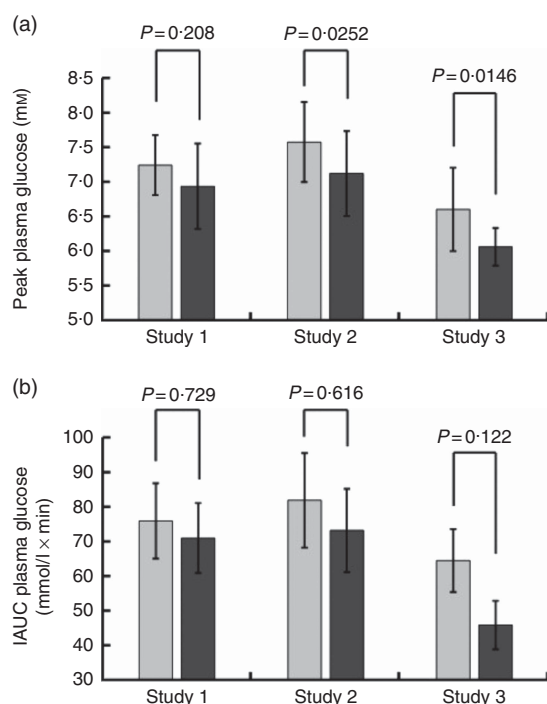 (a)
P=0·208
P=0·0252
P=0·0146
Peak plasma glucose (mM)
8·5
8·0
7·5
7·0
6·5
6·0
5·5
5·0
Study 1
Study 2
Study 3
(b)
P=0·729
P=0·616
P=0·122
IAUC plasma glucose
(mmol/l × min)
100
90
80
70
60
50
40
30
Study 1
Study 2
Study 3